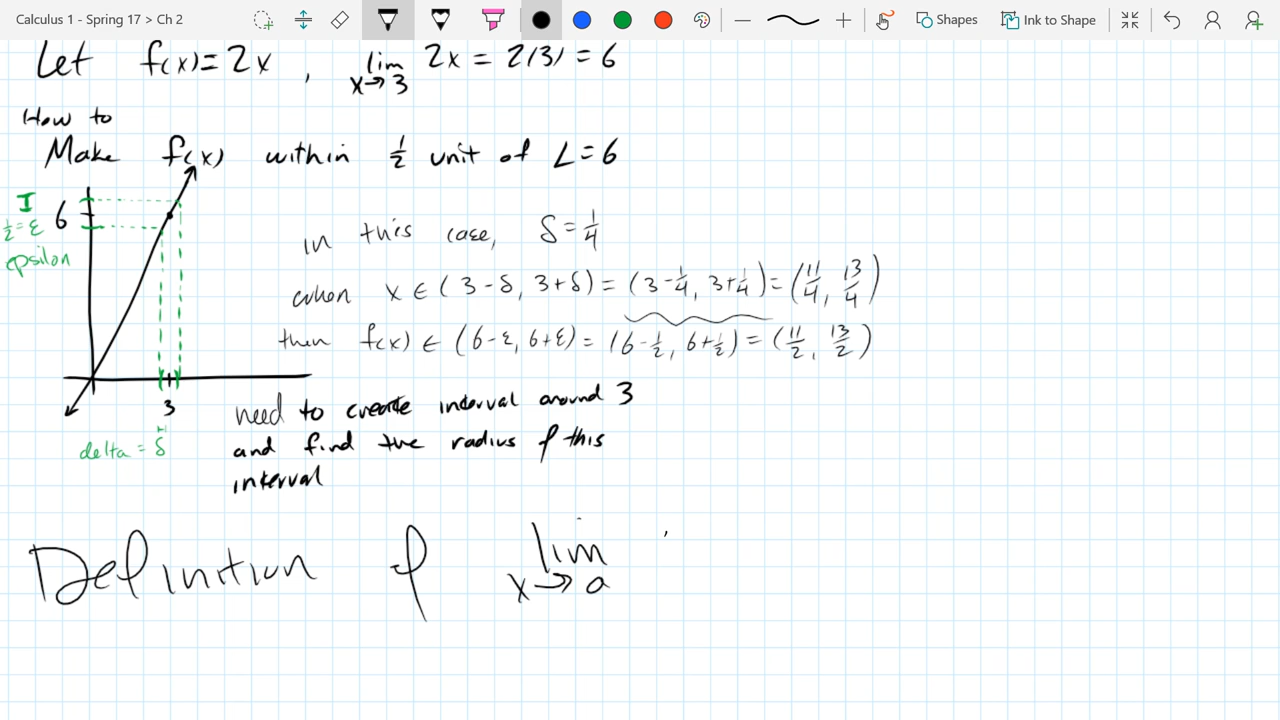 Calculus 1 - Spring 17 > Ch 2
Shapes
Ink to Shape
Let f(x)=2x , lim x→3 2x = 2(3) = 6
How to
Make f(x) within 1/2 unit of L=6
I
1/2 = ε
epsilon
6
3
delta = δ
in this case, δ = 1/4
when x ∈ (3-δ, 3+δ) = (3-1/4, 3+1/4) = (11/4, 13/4)
then f(x) ∈ (6-ε, 6+ε) = (6-1/2, 6+1/2) = (11/2, 13/2)
need to create interval around 3
and find the radius of this
interval
Definition of lim x→a